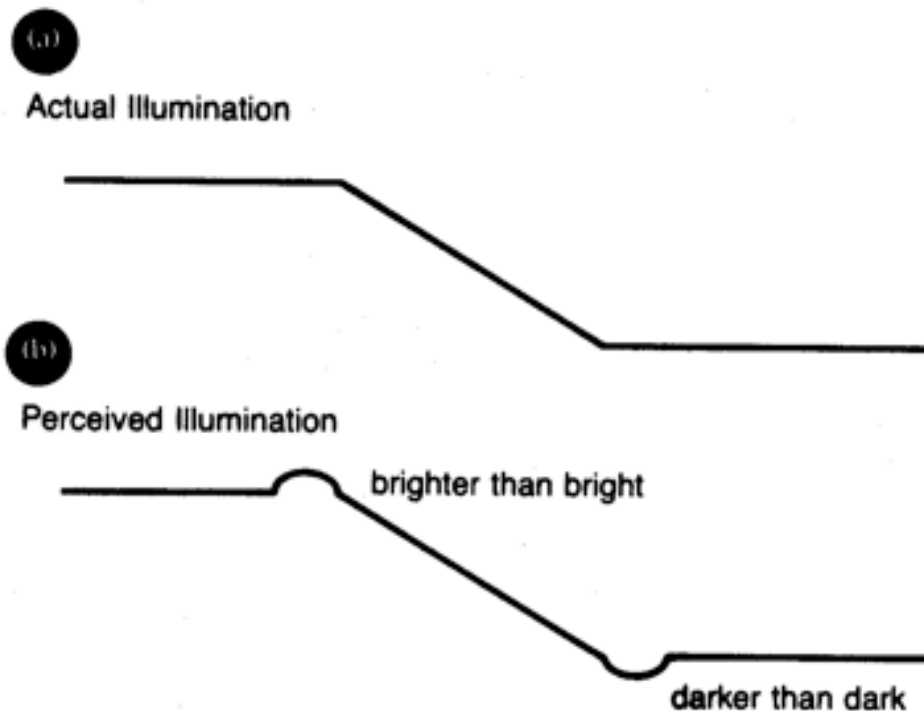 (a)
Actual Illumination
(b)
Perceived Illumination
brighter than bright
darker than dark